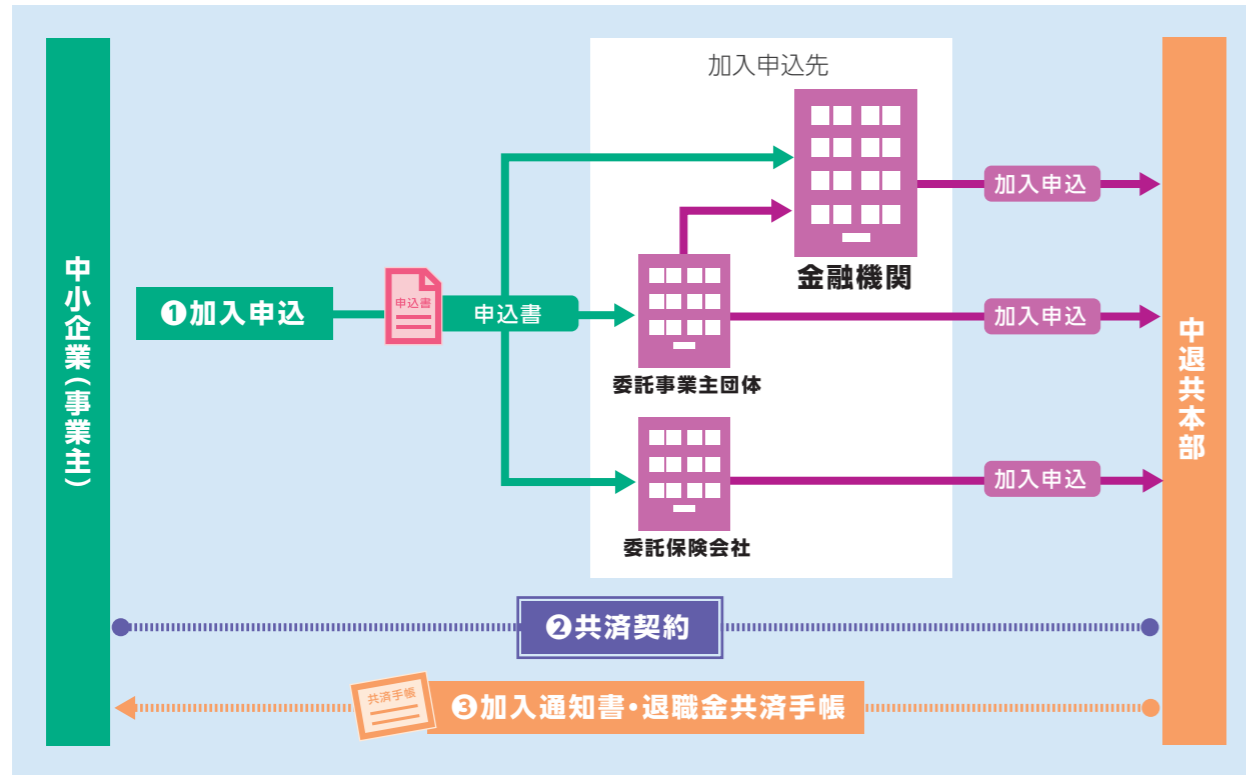 中小企業(事業主)
加入申込先
❶加入申込
申込書
申込書
金融機関
加入申込
委託事業主団体
加入申込
委託保険会社
加入申込
中退共本部
❷共済契約
共済手帳
❸加入通知書・退職金共済手帳